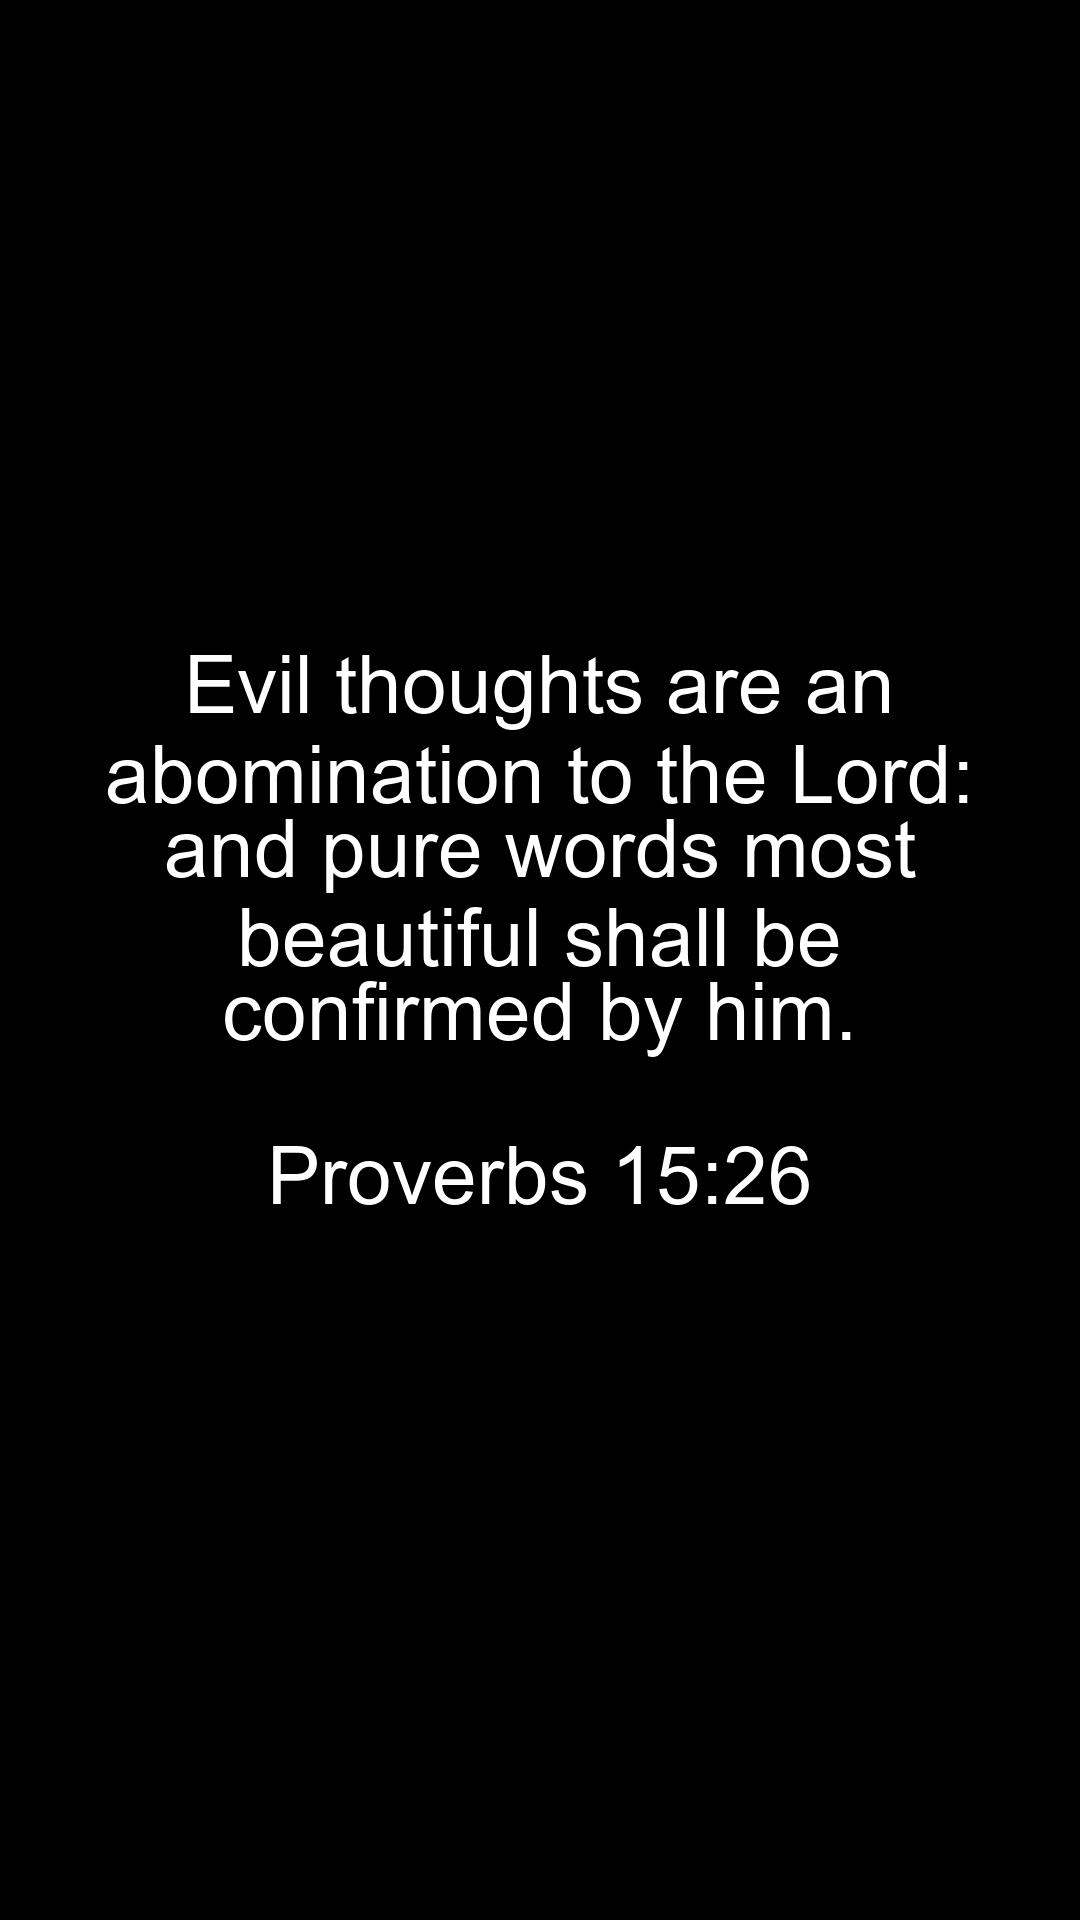 Evil thoughts are an
abomination to the Lord:
and pure words most
beautiful shall be
confirmed by him.
Proverbs 15:26